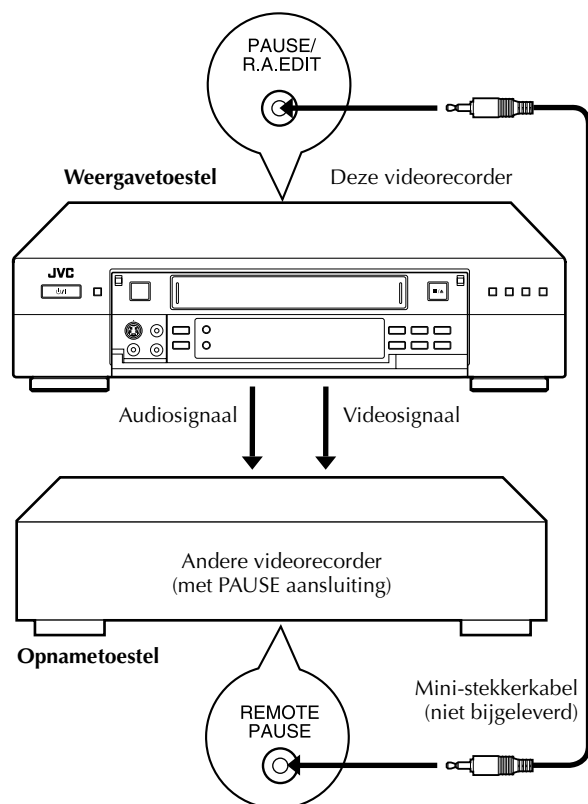 PAUSE/
R.A.EDIT
Weergavetoestel
Deze videorecorder
JVC
Audiosignaal
Videosignaal
Andere videorecorder
(met PAUSE aansluiting)
Opnametoestel
Mini-stekkerkabel
(niet bijgeleverd)
REMOTE
PAUSE